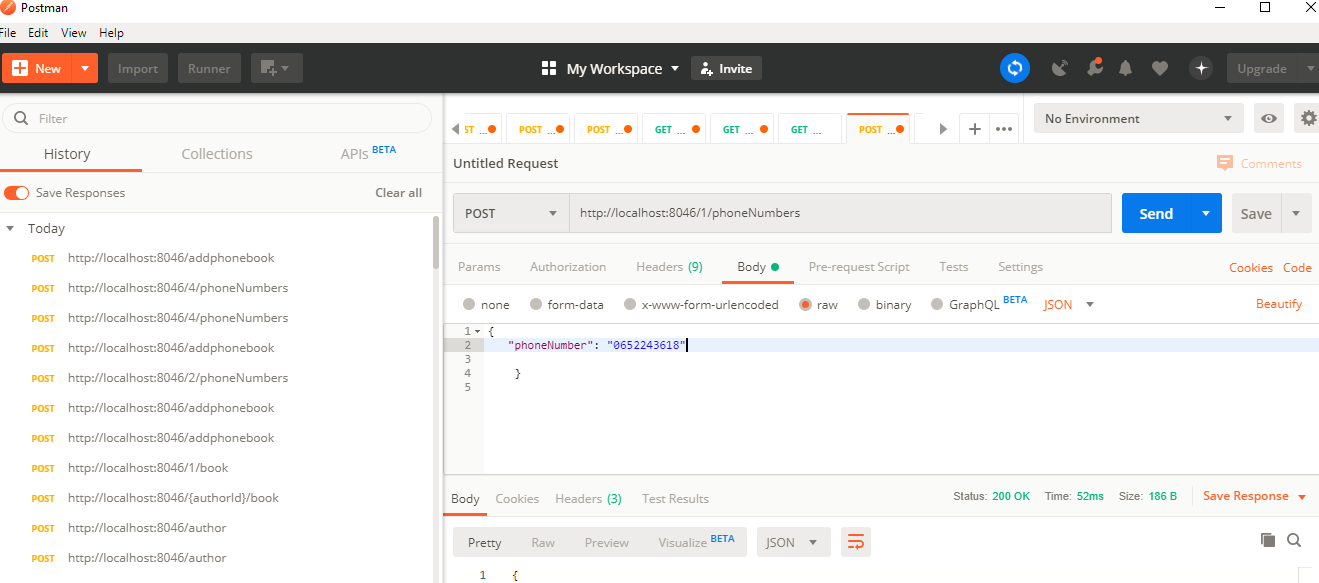 Postman
File Edit View Help
New Import Runner My Workspace Invite Upgrade
Filter
ST ... POST ... POST ... GET ... GET ... GET ... POST ... No Environment
History Collections APIs BETA
Untitled Request Comments
Save Responses Clear all
POST http://localhost:8046/1/phoneNumbers Send Save
Today
POST http://localhost:8046/addphonebook
POST http://localhost:8046/4/phoneNumbers
POST http://localhost:8046/4/phoneNumbers
POST http://localhost:8046/addphonebook
POST http://localhost:8046/2/phoneNumbers
POST http://localhost:8046/addphonebook
POST http://localhost:8046/addphonebook
POST http://localhost:8046/1/book
POST http://localhost:8046/{authorId}/book
POST http://localhost:8046/author
POST http://localhost:8046/author
Params Authorization Headers (9) Body Pre-request Script Tests Settings Cookies Code
none form-data x-www-form-urlencoded raw binary GraphQL BETA JSON Beautify
1 {
2 "phoneNumber": "0652243618"
3
4 }
5
Body Cookies Headers (3) Test Results Status: 200 OK Time: 52ms Size: 186 B Save Response
Pretty Raw Preview Visualize BETA JSON
1 {